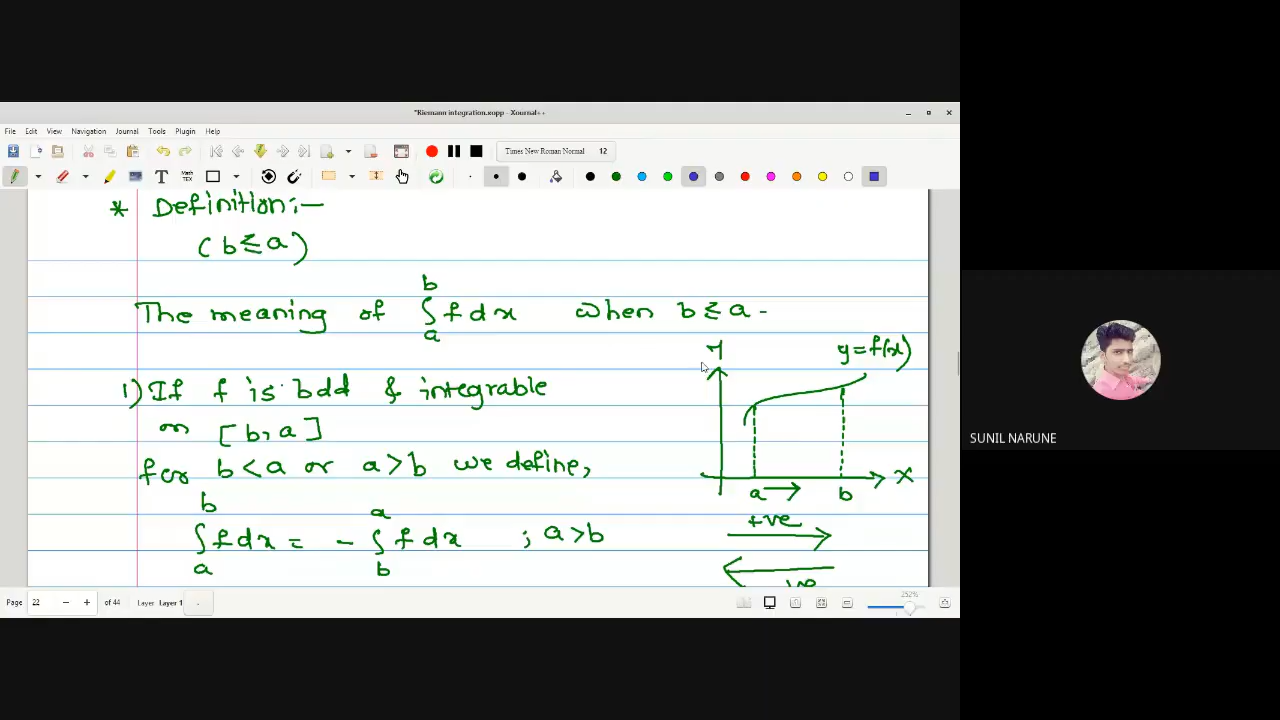 *Riemann integration.xopp - Xournal++
File Edit View Navigation Journal Tools Plugin Help
Times New Roman Normal 12
* Definition:-
(b ≤ a)
The meaning of ∫_a^b f dx when b ≤ a -
1) If f is bdd & integrable
on [b, a]
for b < a or a > b we define,
∫_a^b f dx = - ∫_b^a f dx ; a > b
Y
y = f(x)
X
a → b
+ve
-ve
SUNIL NARUNE
Page 22 of 44 Layer Layer 1
252%